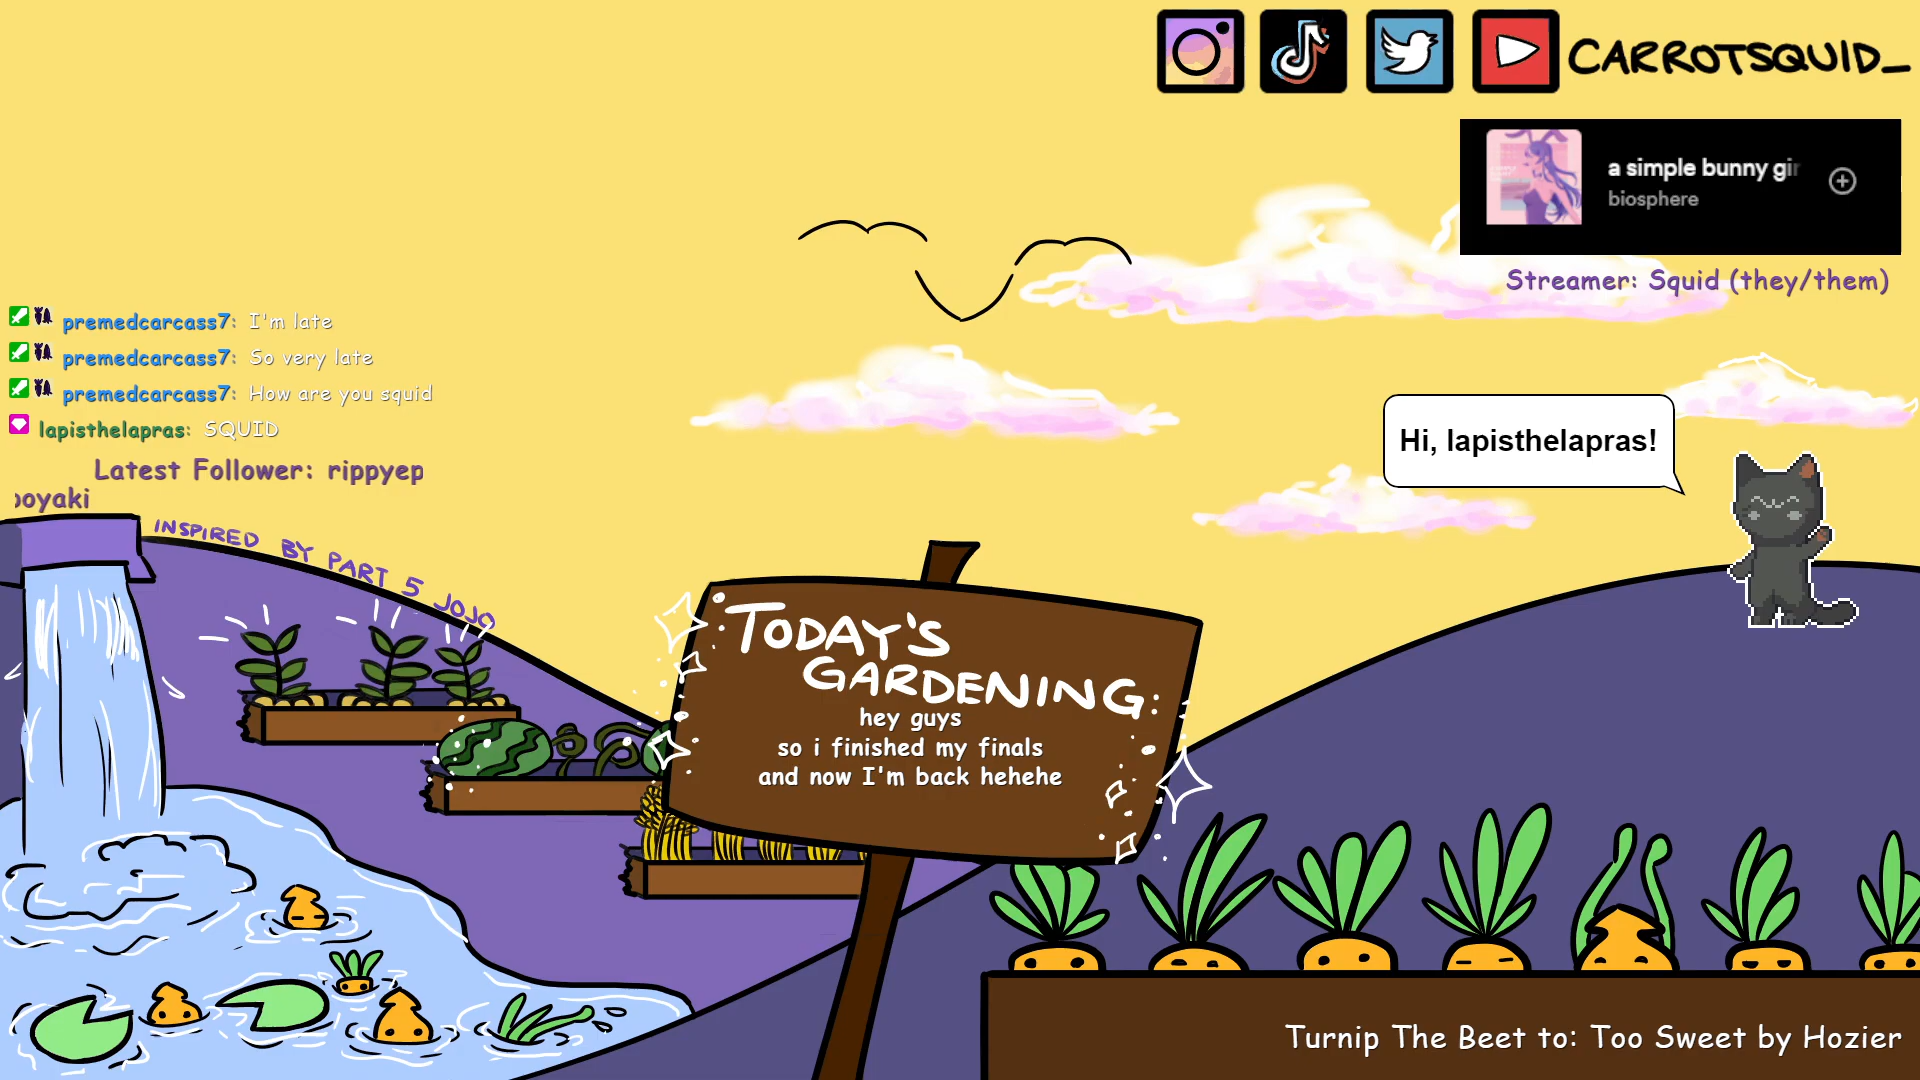 CARROTSQUID_
a simple bunny gir
biosphere
Streamer: Squid (they/them)
premedcarcass7: I'm late
premedcarcass7: So very late
premedcarcass7: How are you squid
lapisthelapras: SQUID
Latest Follower: rippyep
ooyaki
Hi, lapisthelapras!
INSPIRED BY PART 5 JOJO
TODAY'S
GARDENING:
hey guys
so i finished my finals
and now I'm back hehehe
Turnip The Beet to: Too Sweet by Hozier